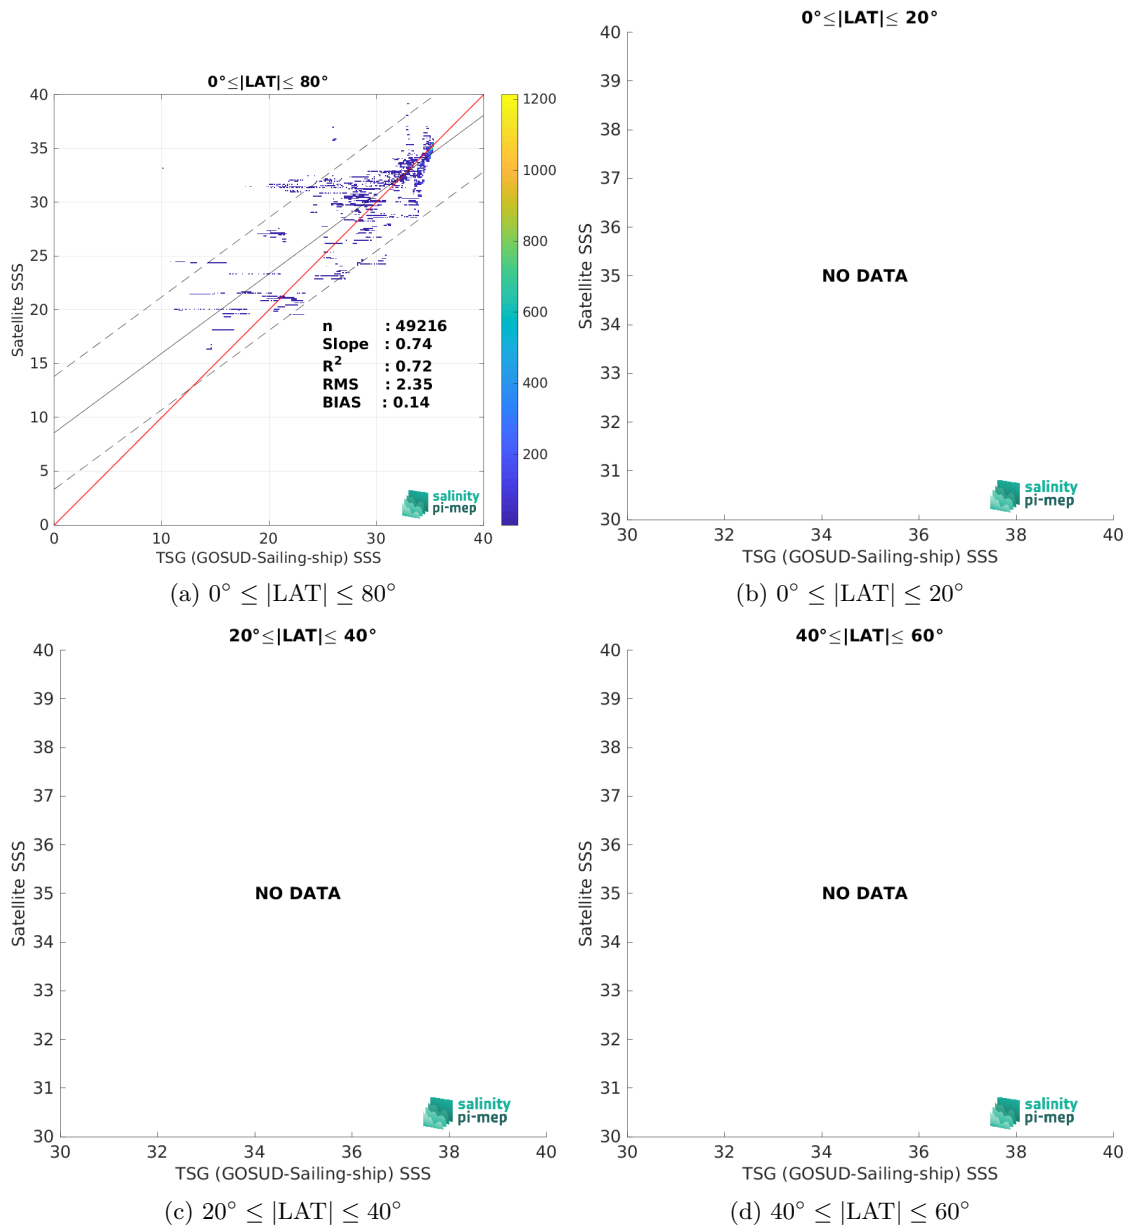 0°≤|LAT|≤ 80°
40
35
30
25
20
15
10
5
0
0
10
20
30
40
Satellite SSS
TSG (GOSUD-Sailing-ship) SSS
n : 49216
Slope : 0.74
R² : 0.72
RMS : 2.35
BIAS : 0.14
salinity
pi-mep
1200
1000
800
600
400
200
(a) 0° ≤ |LAT| ≤ 80°
0°≤|LAT|≤ 20°
40
39
38
37
36
35
34
33
32
31
30
30
32
34
36
38
40
Satellite SSS
NO DATA
salinity
pi-mep
TSG (GOSUD-Sailing-ship) SSS
(b) 0° ≤ |LAT| ≤ 20°
20°≤|LAT|≤ 40°
40
39
38
37
36
35
34
33
32
31
30
30
32
34
36
38
40
Satellite SSS
NO DATA
salinity
pi-mep
TSG (GOSUD-Sailing-ship) SSS
(c) 20° ≤ |LAT| ≤ 40°
40°≤|LAT|≤ 60°
40
39
38
37
36
35
34
33
32
31
30
30
32
34
36
38
40
Satellite SSS
NO DATA
salinity
pi-mep
TSG (GOSUD-Sailing-ship) SSS
(d) 40° ≤ |LAT| ≤ 60°